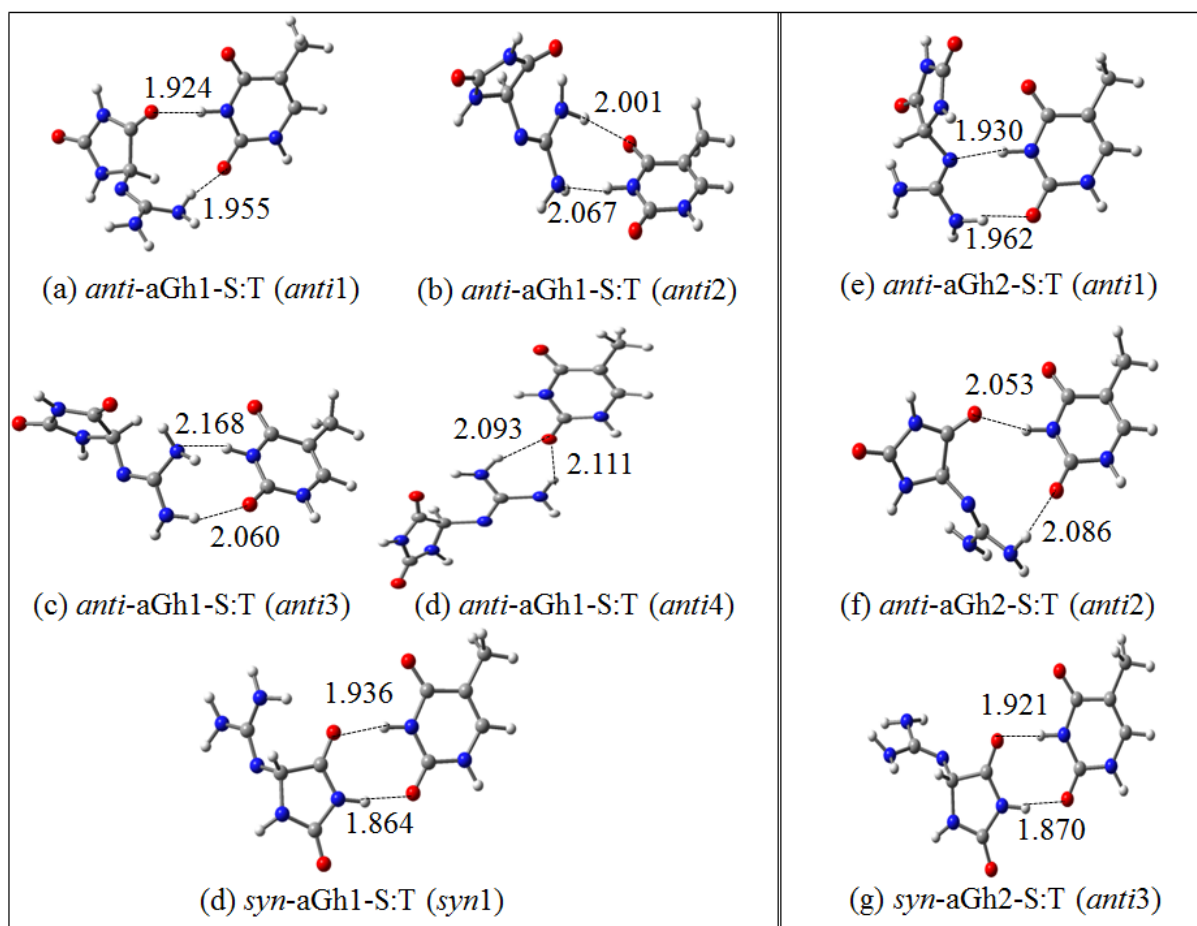 1.924
1.955
(a) anti-aGh1-S:T (anti1)
2.001
2.067
(b) anti-aGh1-S:T (anti2)
2.168
2.060
(c) anti-aGh1-S:T (anti3)
2.093
2.111
(d) anti-aGh1-S:T (anti4)
1.936
1.864
(d) syn-aGh1-S:T (syn1)
1.930
1.962
(e) anti-aGh2-S:T (anti1)
2.053
2.086
(f) anti-aGh2-S:T (anti2)
1.921
1.870
(g) syn-aGh2-S:T (anti3)